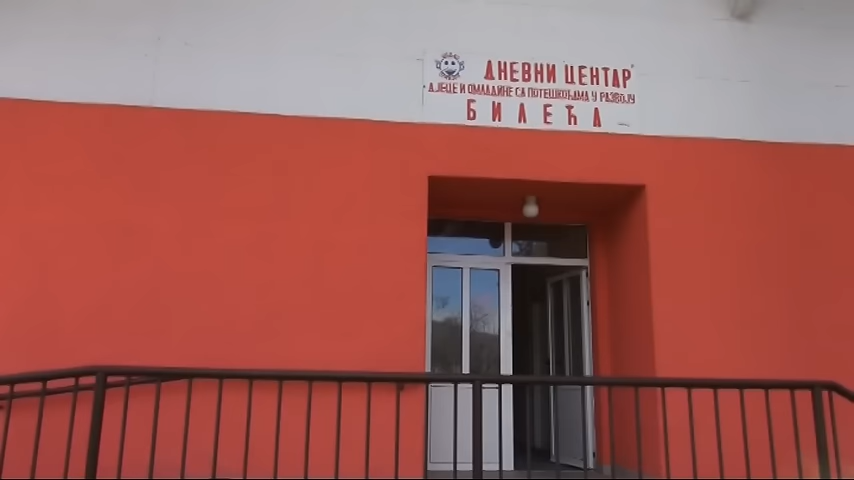 ДНЕВНИ ЦЕНТАР
ДЈЕЦЕ И ОМЛАДИНЕ СА ПОТЕШКОЋАМА У РАЗВОЈУ
БИЛЕЋА